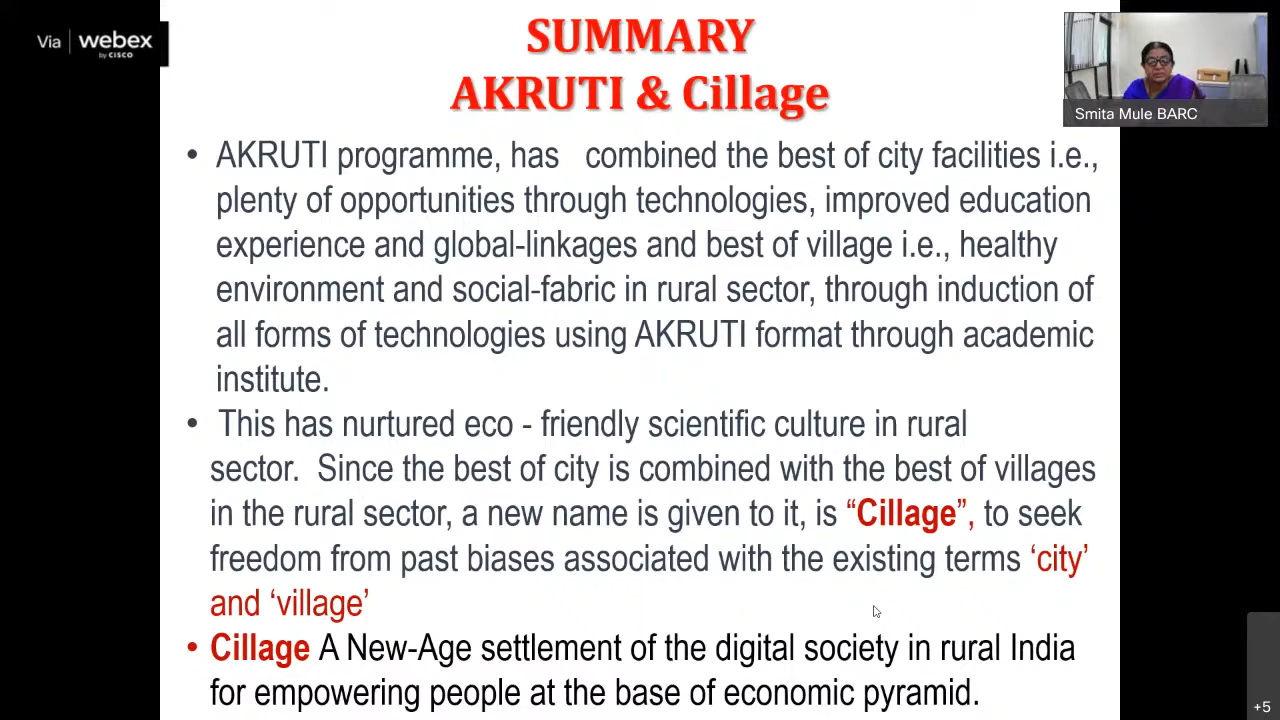 Via webex
by CISCO
SUMMARY
AKRUTI & Cillage
Smita Mule BARC
• AKRUTI programme, has combined the best of city facilities i.e.,
plenty of opportunities through technologies, improved education
experience and global-linkages and best of village i.e., healthy
environment and social-fabric in rural sector, through induction of
all forms of technologies using AKRUTI format through academic
institute.
• This has nurtured eco - friendly scientific culture in rural
sector. Since the best of city is combined with the best of villages
in the rural sector, a new name is given to it, is “Cillage”, to seek
freedom from past biases associated with the existing terms ‘city’
and ‘village’
• Cillage A New-Age settlement of the digital society in rural India
for empowering people at the base of economic pyramid.
+5